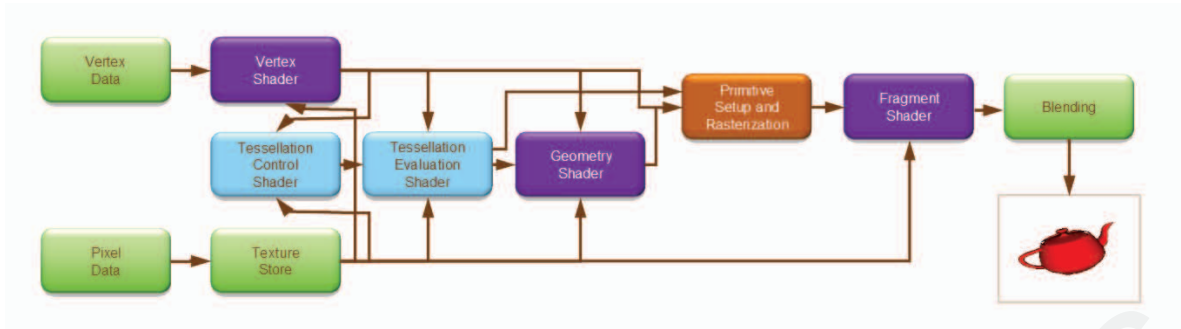 Vertex
Data
Vertex
Shader
Tessellation
Control
Shader
Tessellation
Evaluation
Shader
Geometry
Shader
Primitive
Setup and
Rasterization
Fragment
Shader
Blending
Pixel
Data
Texture
Store